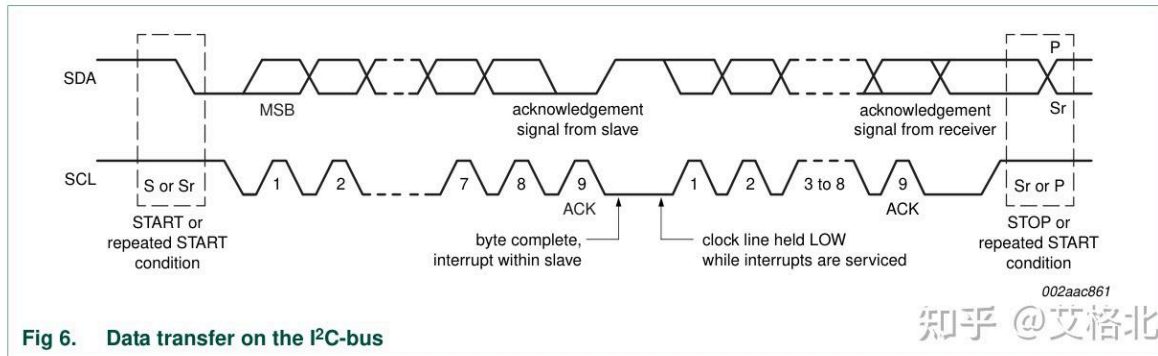 P
SDA
MSB
acknowledgement
signal from slave
acknowledgement
signal from receiver
Sr
SCL
S or Sr
1
2
7
8
9
1
2
3 to 8
9
Sr or P
ACK
ACK
START or
repeated START
condition
byte complete,
interrupt within slave
clock line held LOW
while interrupts are serviced
STOP or
repeated START
condition
002aac861
Fig 6. Data transfer on the I²C-bus
知乎 @艾格北